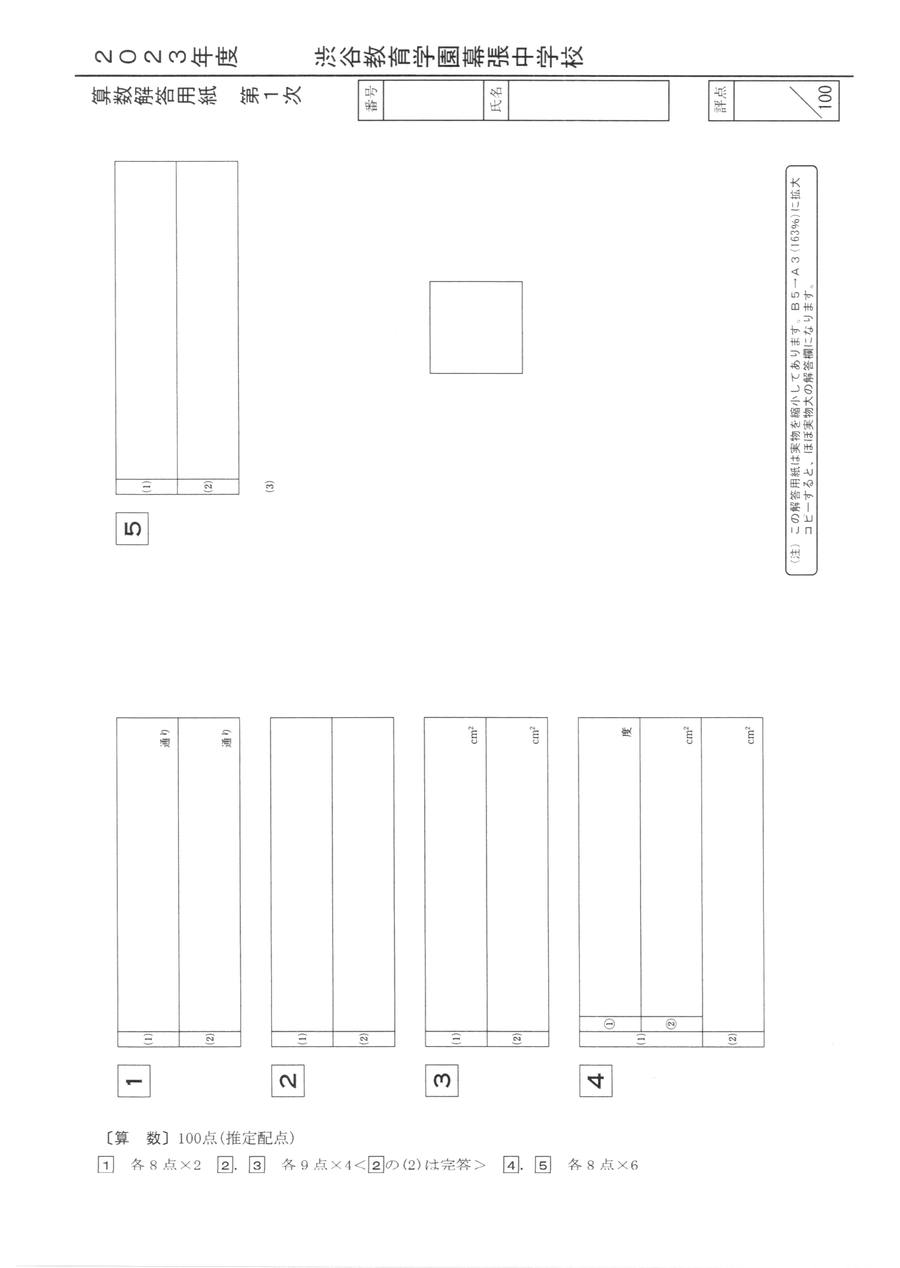 2023年度　渋谷教育学園幕張中学校
算数解答用紙　第1次
番号
氏名
評点
／100
1
(1) 通り
(2) 通り
2
(1)
(2)
3
(1) cm²
(2) cm²
4
(1) ① 度
② cm²
(2) cm²
5
(1)
(2)
(3)
(注) この解答用紙は実物を縮小してあります。B5→A3(163%)に拡大
コピーすると、ほぼ実物大の解答欄になります。
〔算　数〕100点(推定配点)
1　各8点×2　2, 3　各9点×4<2の(2)は完答>　4, 5　各8点×6